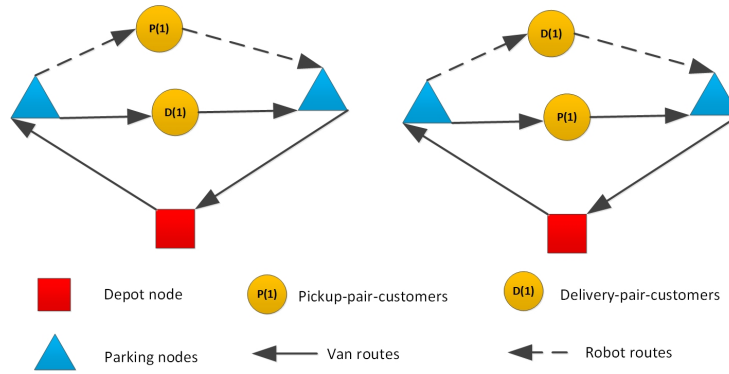 P(1)
D(1)
D(1)
P(1)
Depot node
P(1)
Pickup-pair-customers
D(1)
Delivery-pair-customers
Parking nodes
Van routes
Robot routes